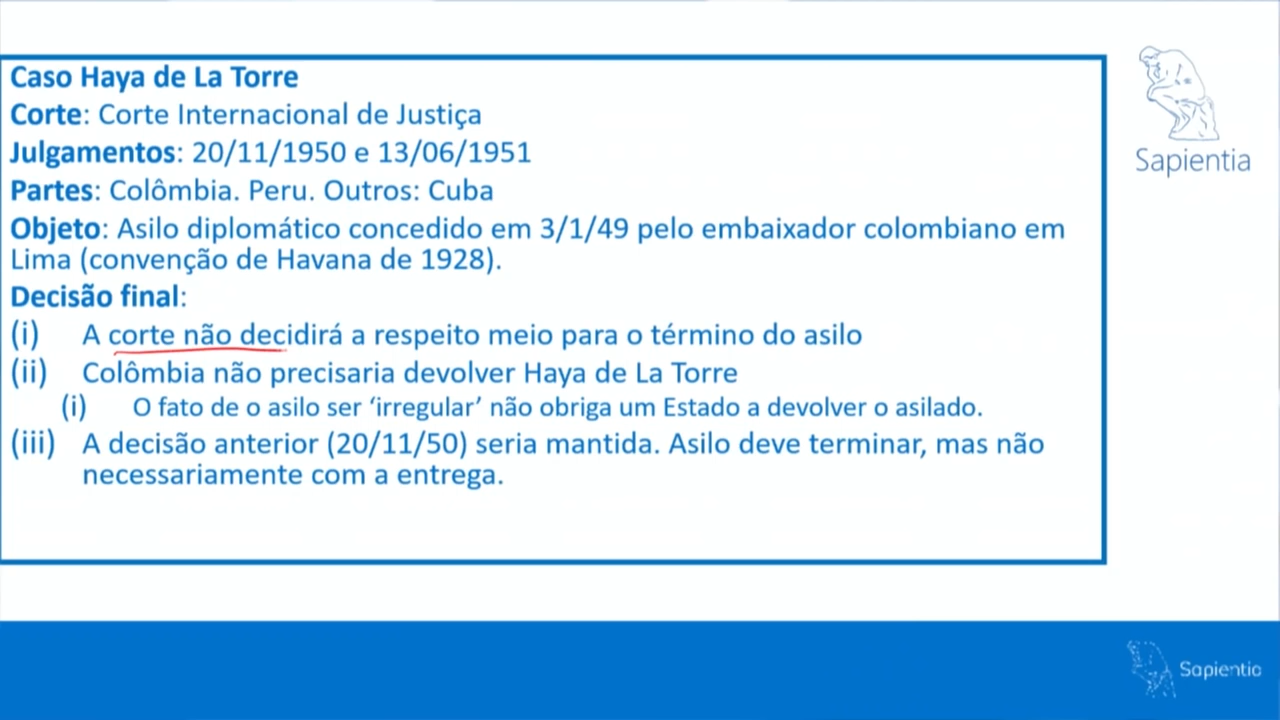 Caso Haya de La Torre
Corte: Corte Internacional de Justiça
Julgamentos: 20/11/1950 e 13/06/1951
Partes: Colômbia. Peru. Outros: Cuba
Objeto: Asilo diplomático concedido em 3/1/49 pelo embaixador colombiano em
Lima (convenção de Havana de 1928).
Decisão final:
(i) A corte não decidirá a respeito meio para o término do asilo
(ii) Colômbia não precisaria devolver Haya de La Torre
(i) O fato de o asilo ser ‘irregular’ não obriga um Estado a devolver o asilado.
(iii) A decisão anterior (20/11/50) seria mantida. Asilo deve terminar, mas não
necessariamente com a entrega.
Sapientia
Sapientia